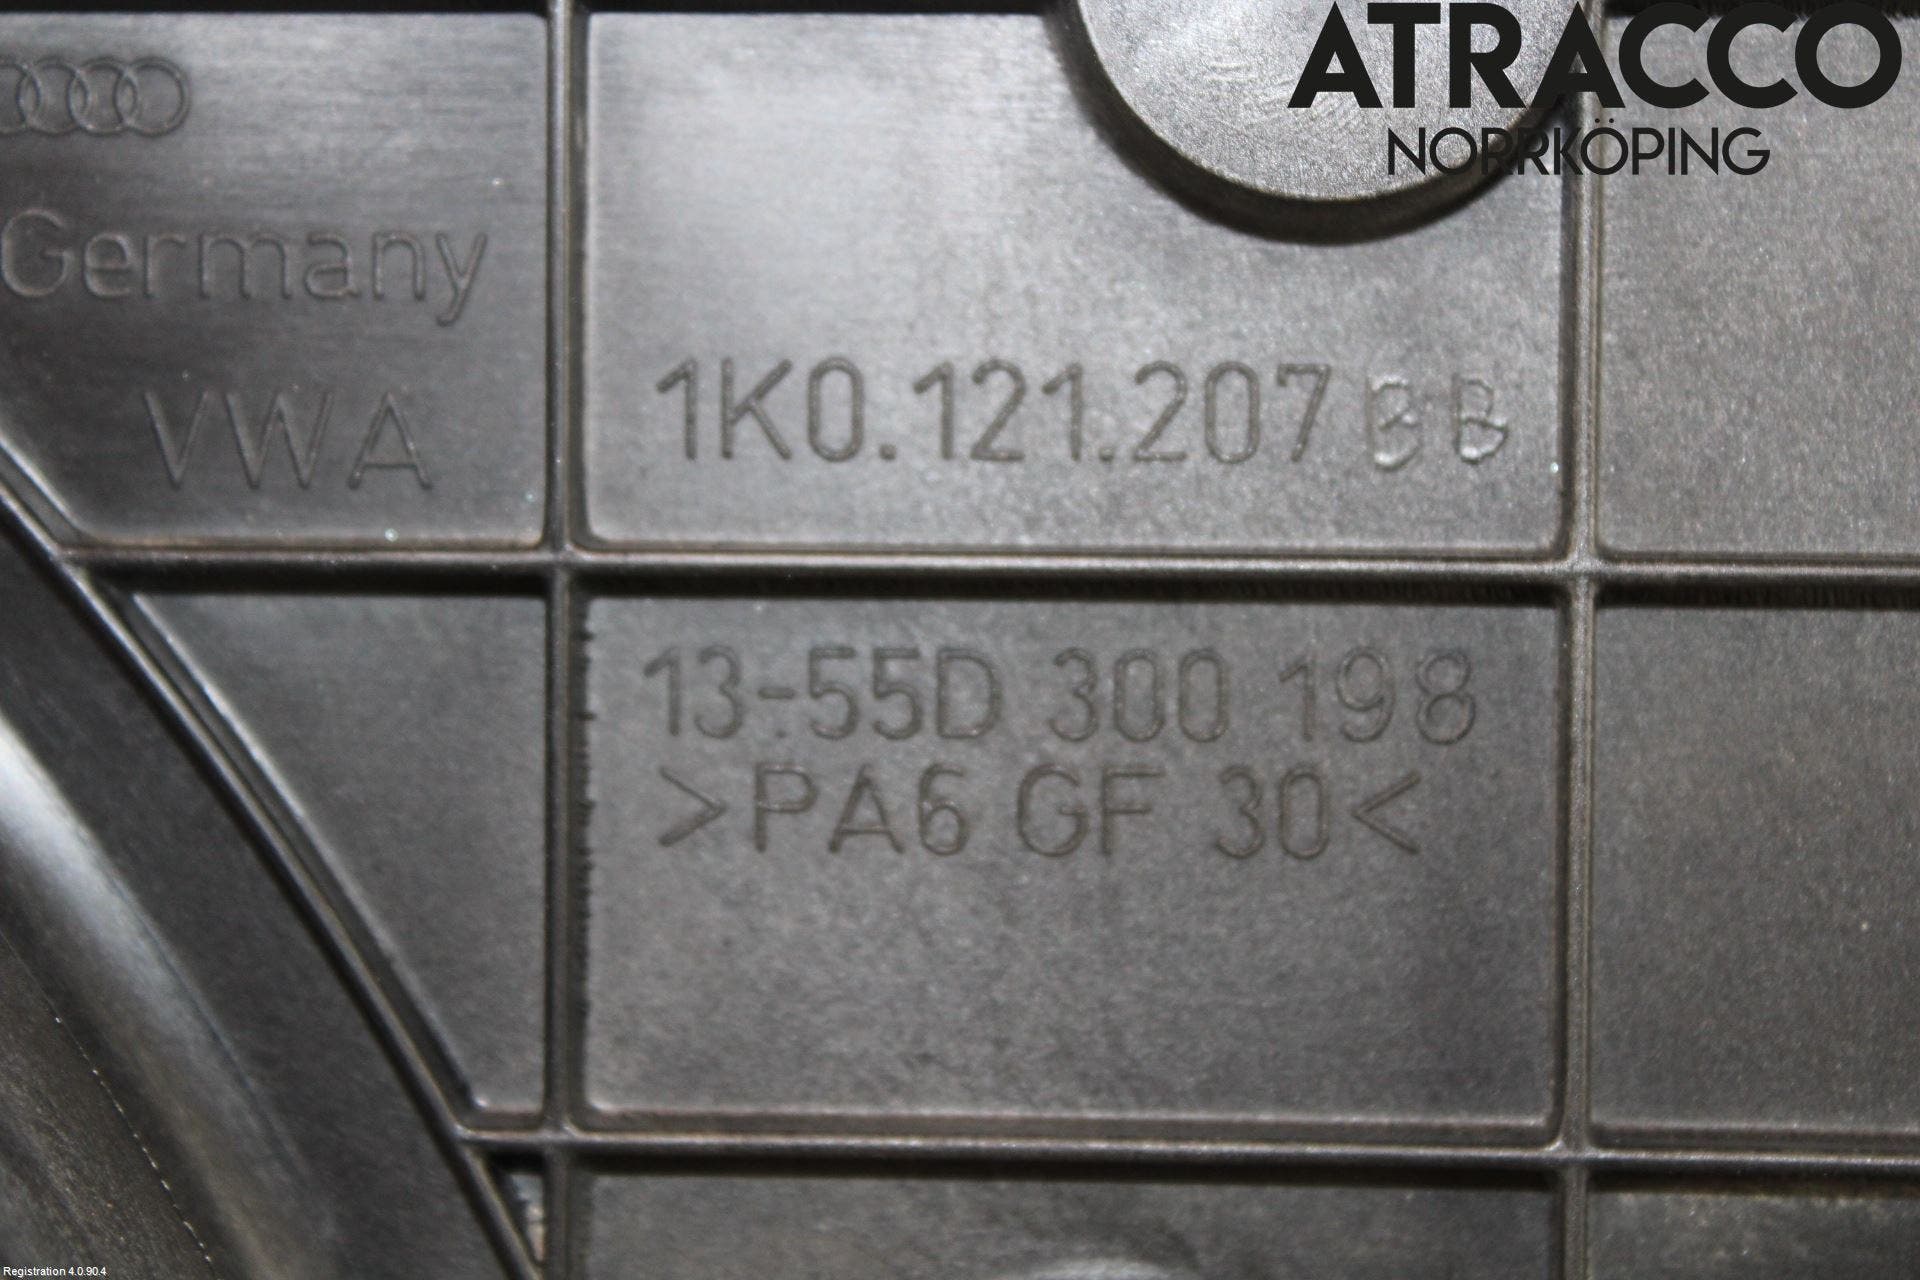 ATRACCO
NORRKÖPING
Germany
VWA
1K0.121.207 BB
13-55D 300 198
>PA6 GF 30<
Registration 4.0.90.4